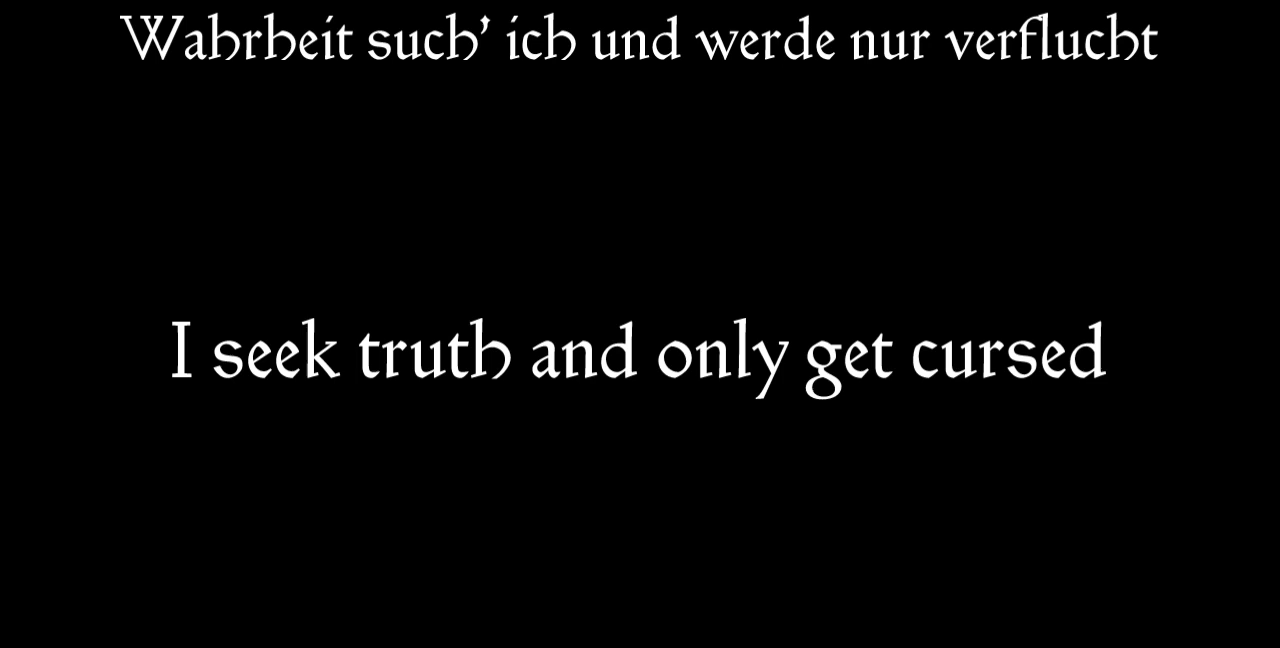 Wahrheit such’ ich und werde nur verflucht
I seek truth and only get cursed